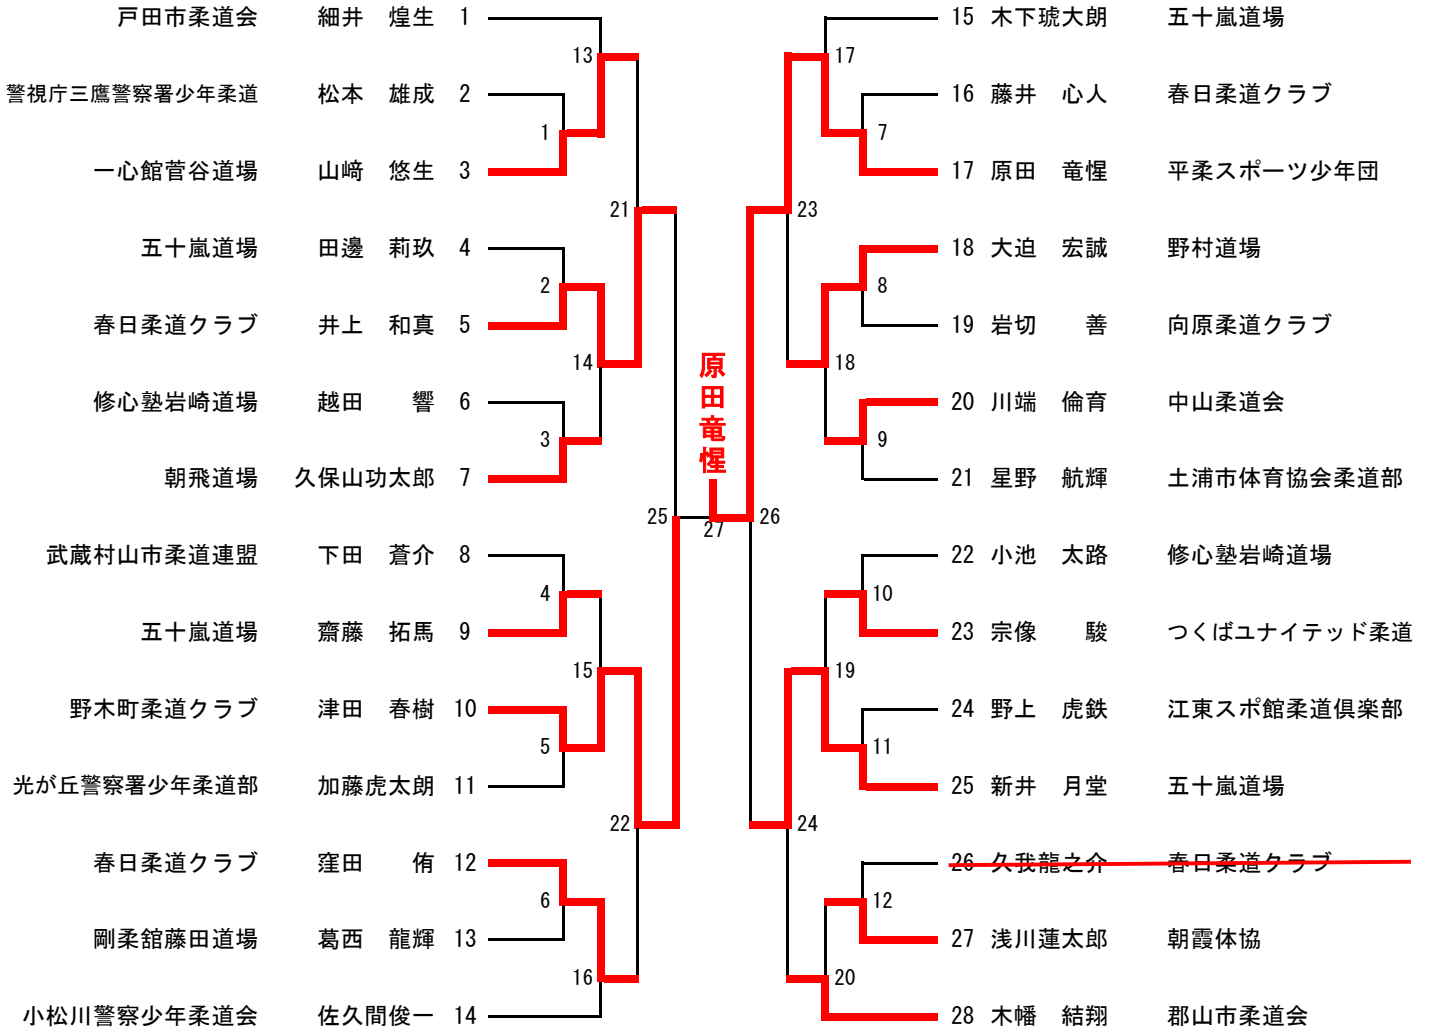 戸田市柔道会 細井 煌生 1
警視庁三鷹警察署少年柔道 松本 雄成 2
一心館菅谷道場 山﨑 悠生 3
五十嵐道場 田邊 莉玖 4
春日柔道クラブ 井上 和真 5
修心塾岩崎道場 越田 響 6
朝飛道場 久保山功太郎 7
武蔵村山市柔道連盟 下田 蒼介 8
五十嵐道場 齋藤 拓馬 9
野木町柔道クラブ 津田 春樹 10
光が丘警察署少年柔道部 加藤虎太朗 11
春日柔道クラブ 窪田 侑 12
剛柔舘藤田道場 葛西 龍輝 13
小松川警察少年柔道会 佐久間俊一 14
13
1
21
2
14
3
25
4
15
5
22
6
16
原田竜惺
27
17
7
23
8
18
9
26
10
19
11
24
12
20
15 木下琥大朗 五十嵐道場
16 藤井 心人 春日柔道クラブ
17 原田 竜惺 平柔スポーツ少年団
18 大迫 宏誠 野村道場
19 岩切 善 向原柔道クラブ
20 川端 倫育 中山柔道会
21 星野 航輝 土浦市体育協会柔道部
22 小池 太路 修心塾岩崎道場
23 宗像 駿 つくばユナイテッド柔道
24 野上 虎鉄 江東スポ館柔道倶楽部
25 新井 月堂 五十嵐道場
26 久我龍之介 春日柔道クラブ
27 浅川蓮太郎 朝霞体協
28 木幡 結翔 郡山市柔道会